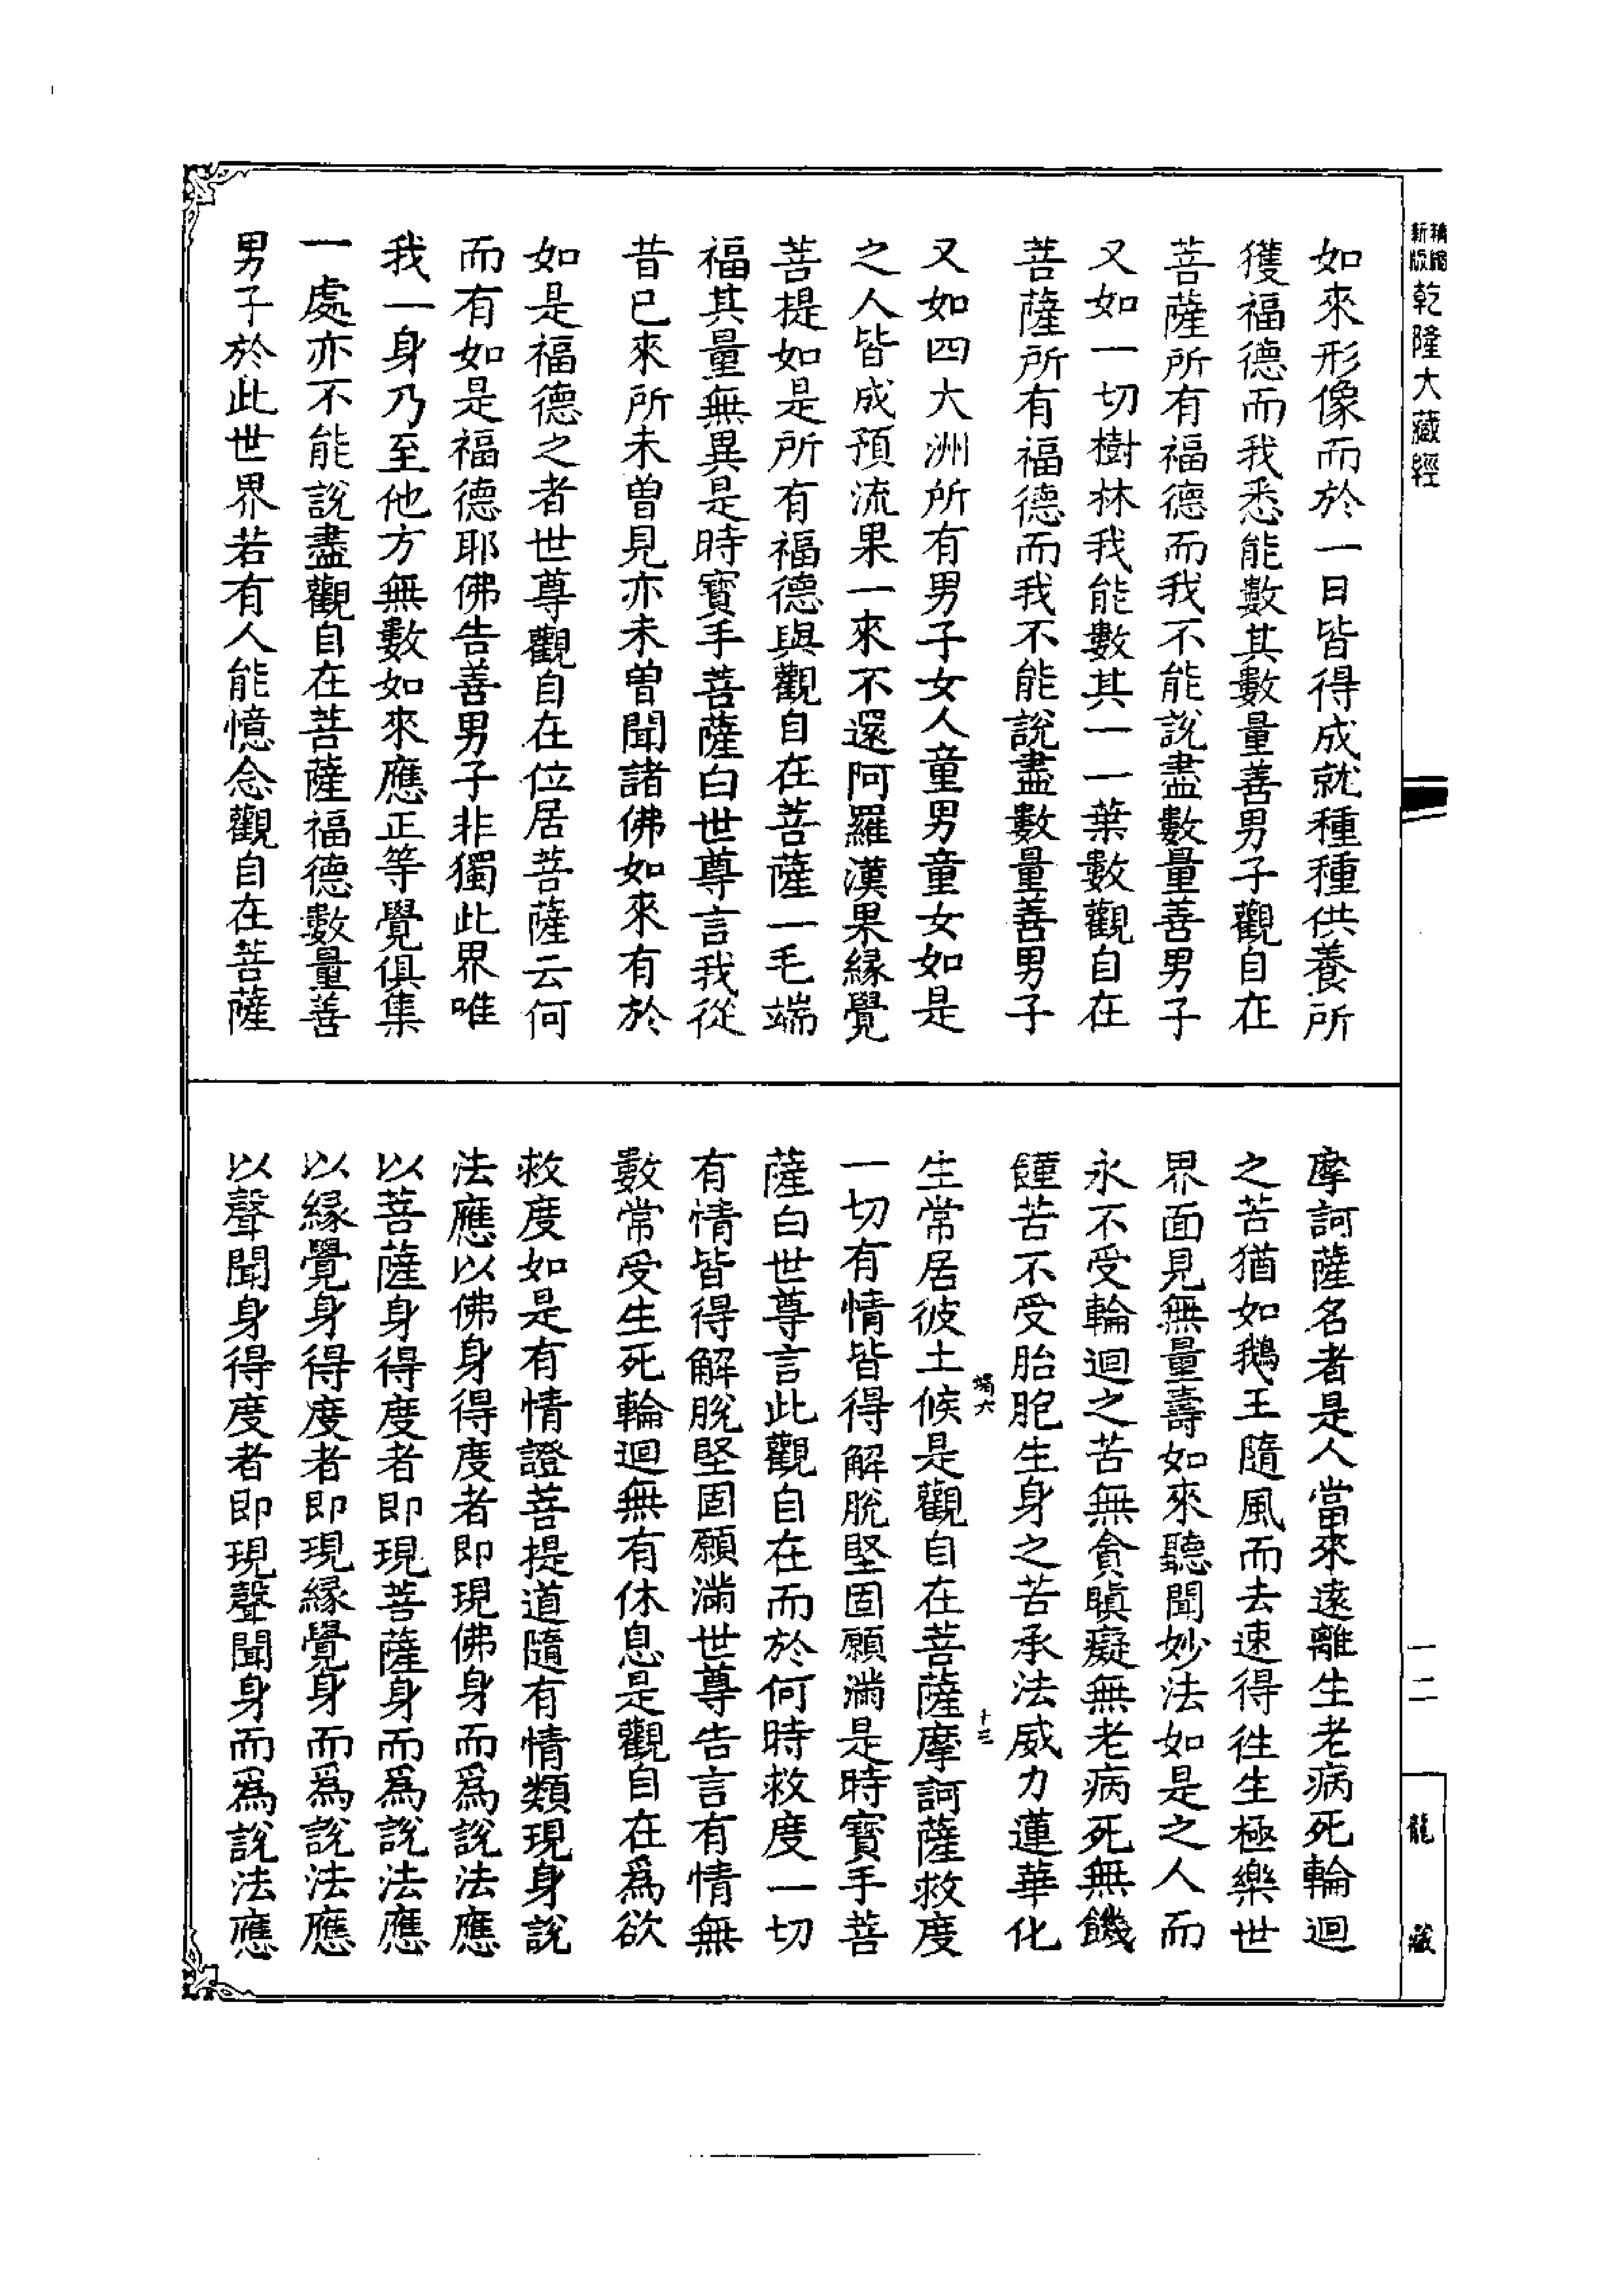 新版
精縮
乾隆大藏經
如來形像而於一日皆得成就種種供養所
獲福德而我悉能數其數量善男子觀自在
菩薩所有福德而我不能說盡數量善男子
又如一切樹林我能數其一一葉數觀自在
菩薩所有福德而我不能說盡數量善男子
又如四大洲所有男子女人童男童女如是
之人皆成預流果一來不還阿羅漢果緣覺
菩提如是所有福德與觀自在菩薩一毛端
福其量無異是時寶手菩薩白世尊言我從
昔已來所未曾見亦未曾聞諸佛如來有於
如是福德之者世尊觀自在位居菩薩云何
而有如是福德耶佛告善男子非獨此界唯
我一身乃至他方無數如來應正等覺俱集
一處亦不能說盡觀自在菩薩福德數量善
男子於此世界若有人能憶念觀自在菩薩
摩訶薩名者是人當來遠離生老病死輪迴
之苦猶如鵝王隨風而去速得徃生極樂世
界面見無量壽如來聽聞妙法如是之人而
永不受輪迴之苦無貪瞋癡無老病死無饑
饉苦不受胎胞生身之苦承法威力蓮華化
生常居彼土候是觀自在菩薩摩訶薩救度
一切有情皆得解脫堅固願滿是時寶手菩
薩白世尊言此觀自在而於何時救度一切
有情皆得解脫堅固願滿世尊告言有情無
數常受生死輪迴無有休息是觀自在為欲
救度如是有情證菩提道隨有情類現身說
法應以佛身得度者即現佛身而為說法應
以菩薩身得度者即現菩薩身而為說法應
以緣覺身得度者即現緣覺身而為說法應
以聲聞身得度者即現聲聞身而為說法應
十三
一二
龍藏